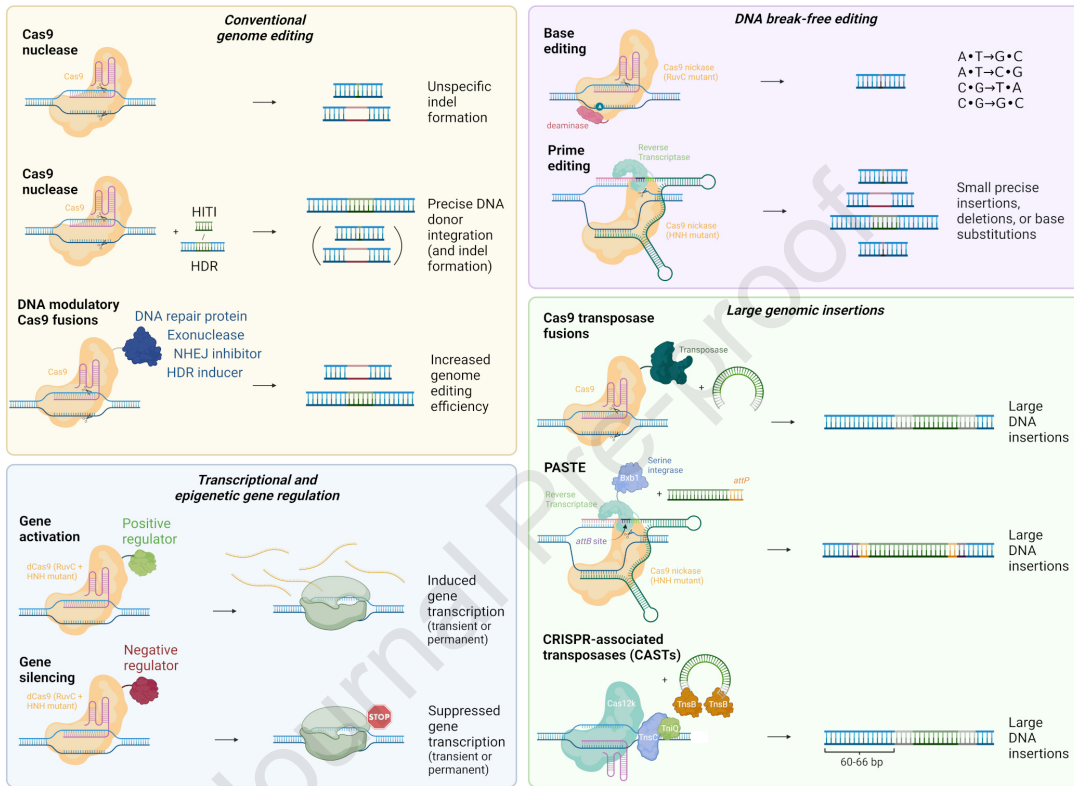 Conventional
genome editing
Cas9
nuclease
Cas9
Unspecific
indel
formation
Cas9
nuclease
Cas9
+
HITI
/
HDR
Precise DNA
donor
integration
(and indel
formation)
DNA modulatory
Cas9 fusions
DNA repair protein
Exonuclease
NHEJ inhibitor
HDR inducer
Cas9
Increased
genome
editing
efficiency
Transcriptional and
epigenetic gene regulation
Gene
activation
Positive
regulator
dCas9 (RuvC +
HNH mutant)
Induced
gene
transcription
(transient or
permanent)
Gene
silencing
Negative
regulator
dCas9 (RuvC +
HNH mutant)
STOP
Suppressed
gene
transcription
(transient or
permanent)
DNA break-free editing
Base
editing
Cas9 nickase
(RuvC mutant)
A
deaminase
A•T→G•C
A•T→C•G
C•G→T•A
C•G→G•C
Prime
editing
Reverse
Transcriptase
Cas9 nickase
(HNH mutant)
Small precise
insertions,
deletions, or base
substitutions
Large genomic insertions
Cas9 transposase
fusions
Transposase
Cas9
+
Large
DNA
insertions
PASTE
Serine
integrase
Bxb1
+
attP
Reverse
Transcriptase
attB site
Cas9 nickase
(HNH mutant)
Large
DNA
insertions
CRISPR-associated
transposases (CASTs)
+
Cas12k
TnsB
TnsB
TnsC
TniQ
60-66 bp
Large
DNA
insertions
Journal Pre-proof